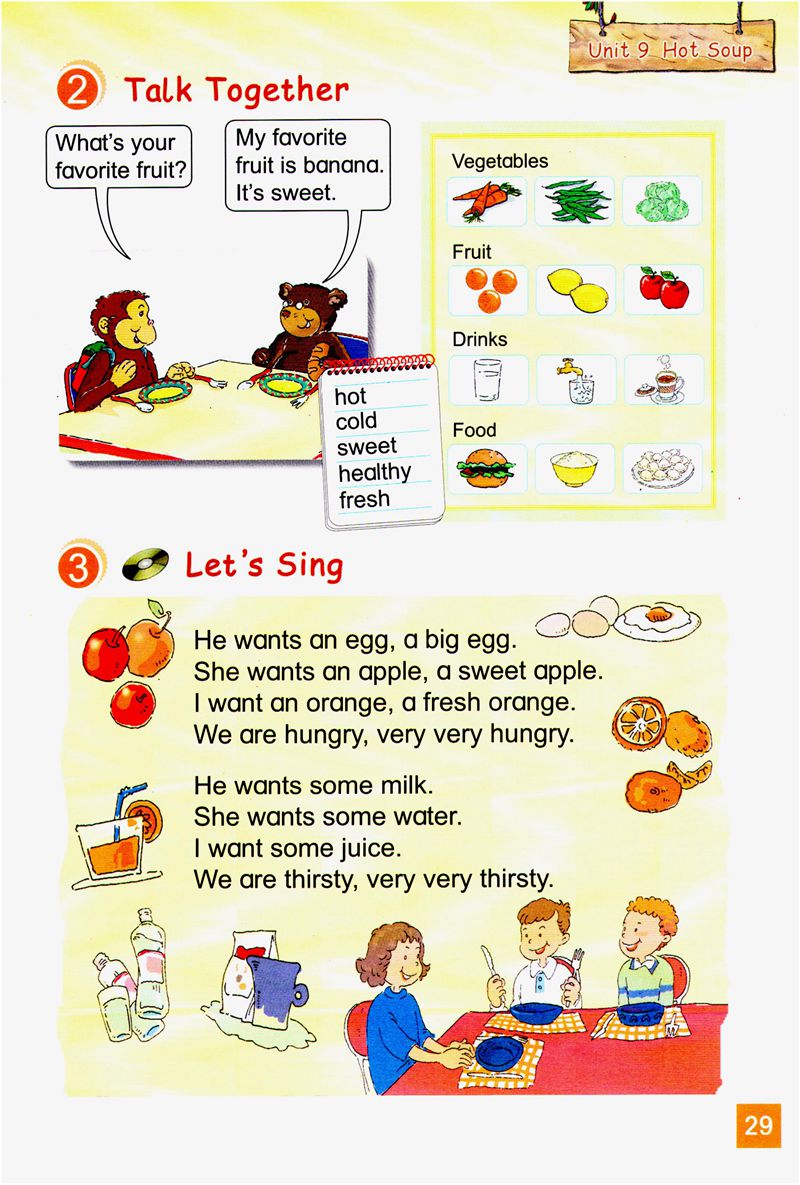 Unit 9 Hot Soup
2 Talk Together
What's your
favorite fruit?
My favorite
fruit is banana.
It's sweet.
hot
cold
sweet
healthy
fresh
Vegetables
Fruit
Drinks
Food
3 Let's Sing
He wants an egg, a big egg.
She wants an apple, a sweet apple.
I want an orange, a fresh orange.
We are hungry, very very hungry.
He wants some milk.
She wants some water.
I want some juice.
We are thirsty, very very thirsty.
29